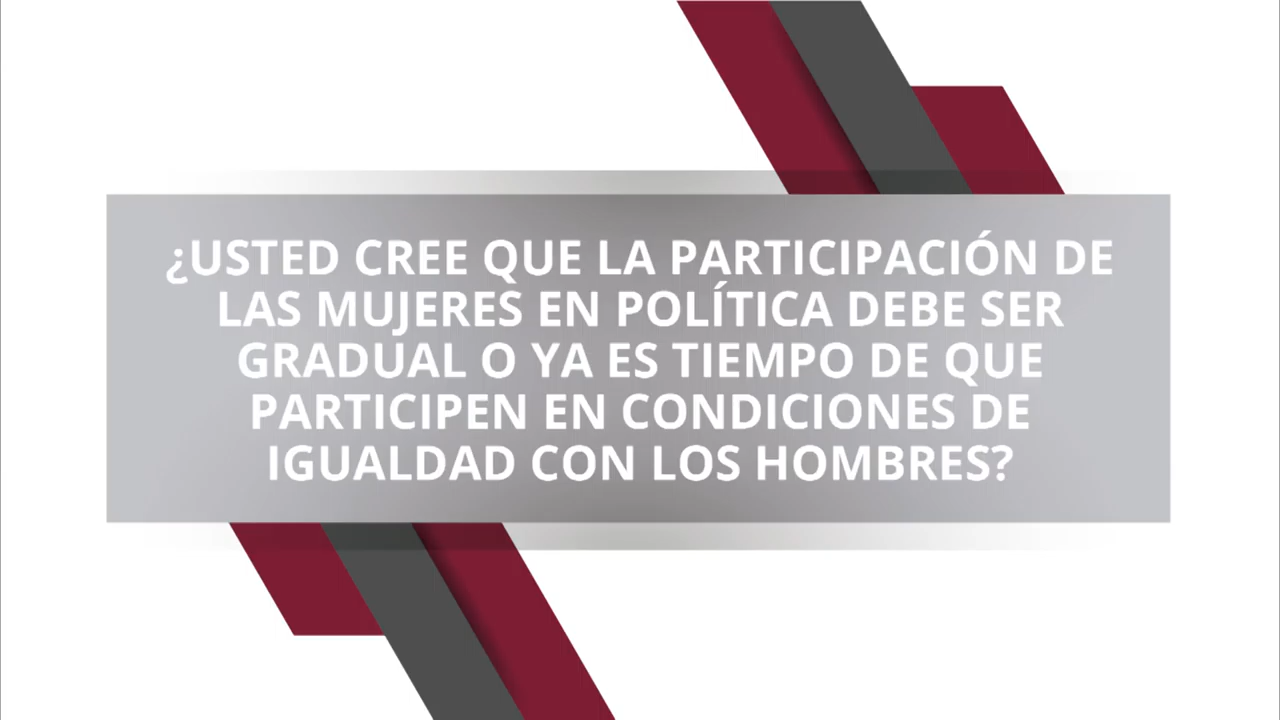 ¿USTED CREE QUE LA PARTICIPACIÓN DE
LAS MUJERES EN POLÍTICA DEBE SER
GRADUAL O YA ES TIEMPO DE QUE
PARTICIPEN EN CONDICIONES DE
IGUALDAD CON LOS HOMBRES?